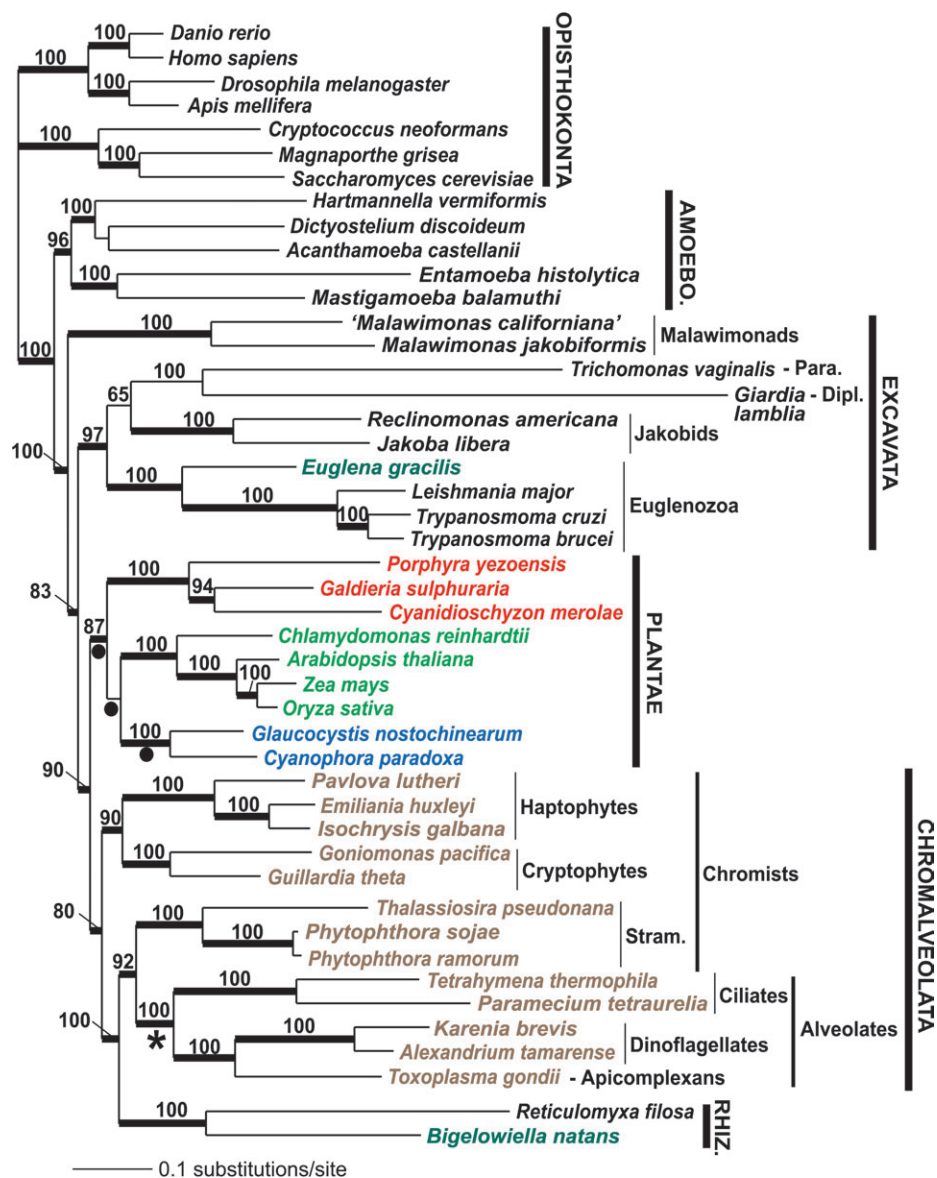 Danio rerio
100
100
Homo sapiens
Drosophila melanogaster
100
Apis mellifera
OPISTHOKONTA
Cryptococcus neoformans
100
Magnaporthe grisea
100
Saccharomyces cerevisiae
Hartmannella vermiformis
100
Dictyostelium discoideum
96
Acanthamoeba castellanii
Entamoeba histolytica
100
Mastigamoeba balamuthi
AMOEBO.
‘Malawimonas californiana’
100
Malawimonas jakobiformis
Malawimonads
100
Trichomonas vaginalis - Para.
100
Giardia - Dipl.
lamblia
65
Reclinomonas americana
100
Jakoba libera
Jakobids
97
100
Euglena gracilis
100
Leishmania major
100
Trypanosmoma cruzi
100
Trypanosmoma brucei
Euglenozoa
EXCAVATA
Porphyra yezoensis
100
Galdieria sulphuraria
94
Cyanidioschyzon merolae
83
87
Chlamydomonas reinhardtii
100
Arabidopsis thaliana
100
100
Zea mays
Oryza sativa
Glaucocystis nostochinearum
100
Cyanophora paradoxa
PLANTAE
90
Pavlova lutheri
100
Emiliania huxleyi
100
Isochrysis galbana
Haptophytes
90
Goniomonas pacifica
100
Guillardia theta
Cryptophytes
Chromists
80
Thalassiosira pseudonana
100
Phytophthora sojae
100
Phytophthora ramorum
Stram.
92
Tetrahymena thermophila
100
Paramecium tetraurelia
Ciliates
100
*
Karenia brevis
100
Alexandrium tamarense
Dinoflagellates
100
Toxoplasma gondii - Apicomplexans
Alveolates
CHROMALVEOLATA
100
Reticulomyxa filosa
100
Bigelowiella natans
RHIZ.
0.1 substitutions/site